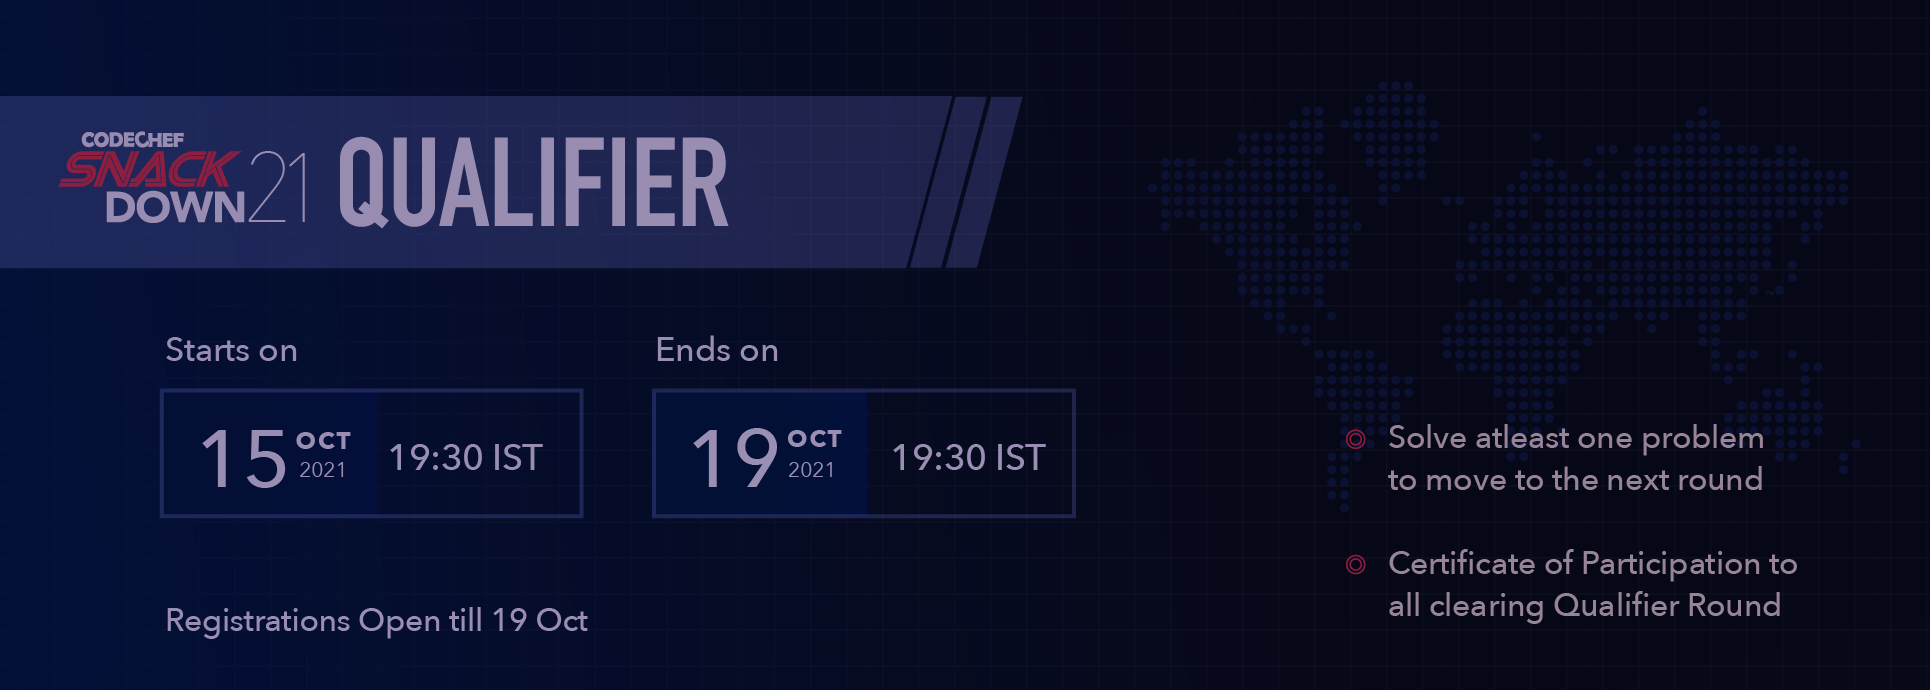 CODECHEF
SNACK
DOWN21
QUALIFIER
Starts on
15 OCT 2021 19:30 IST
Ends on
19 OCT 2021 19:30 IST
Registrations Open till 19 Oct
Solve atleast one problem
to move to the next round
Certificate of Participation to
all clearing Qualifier Round